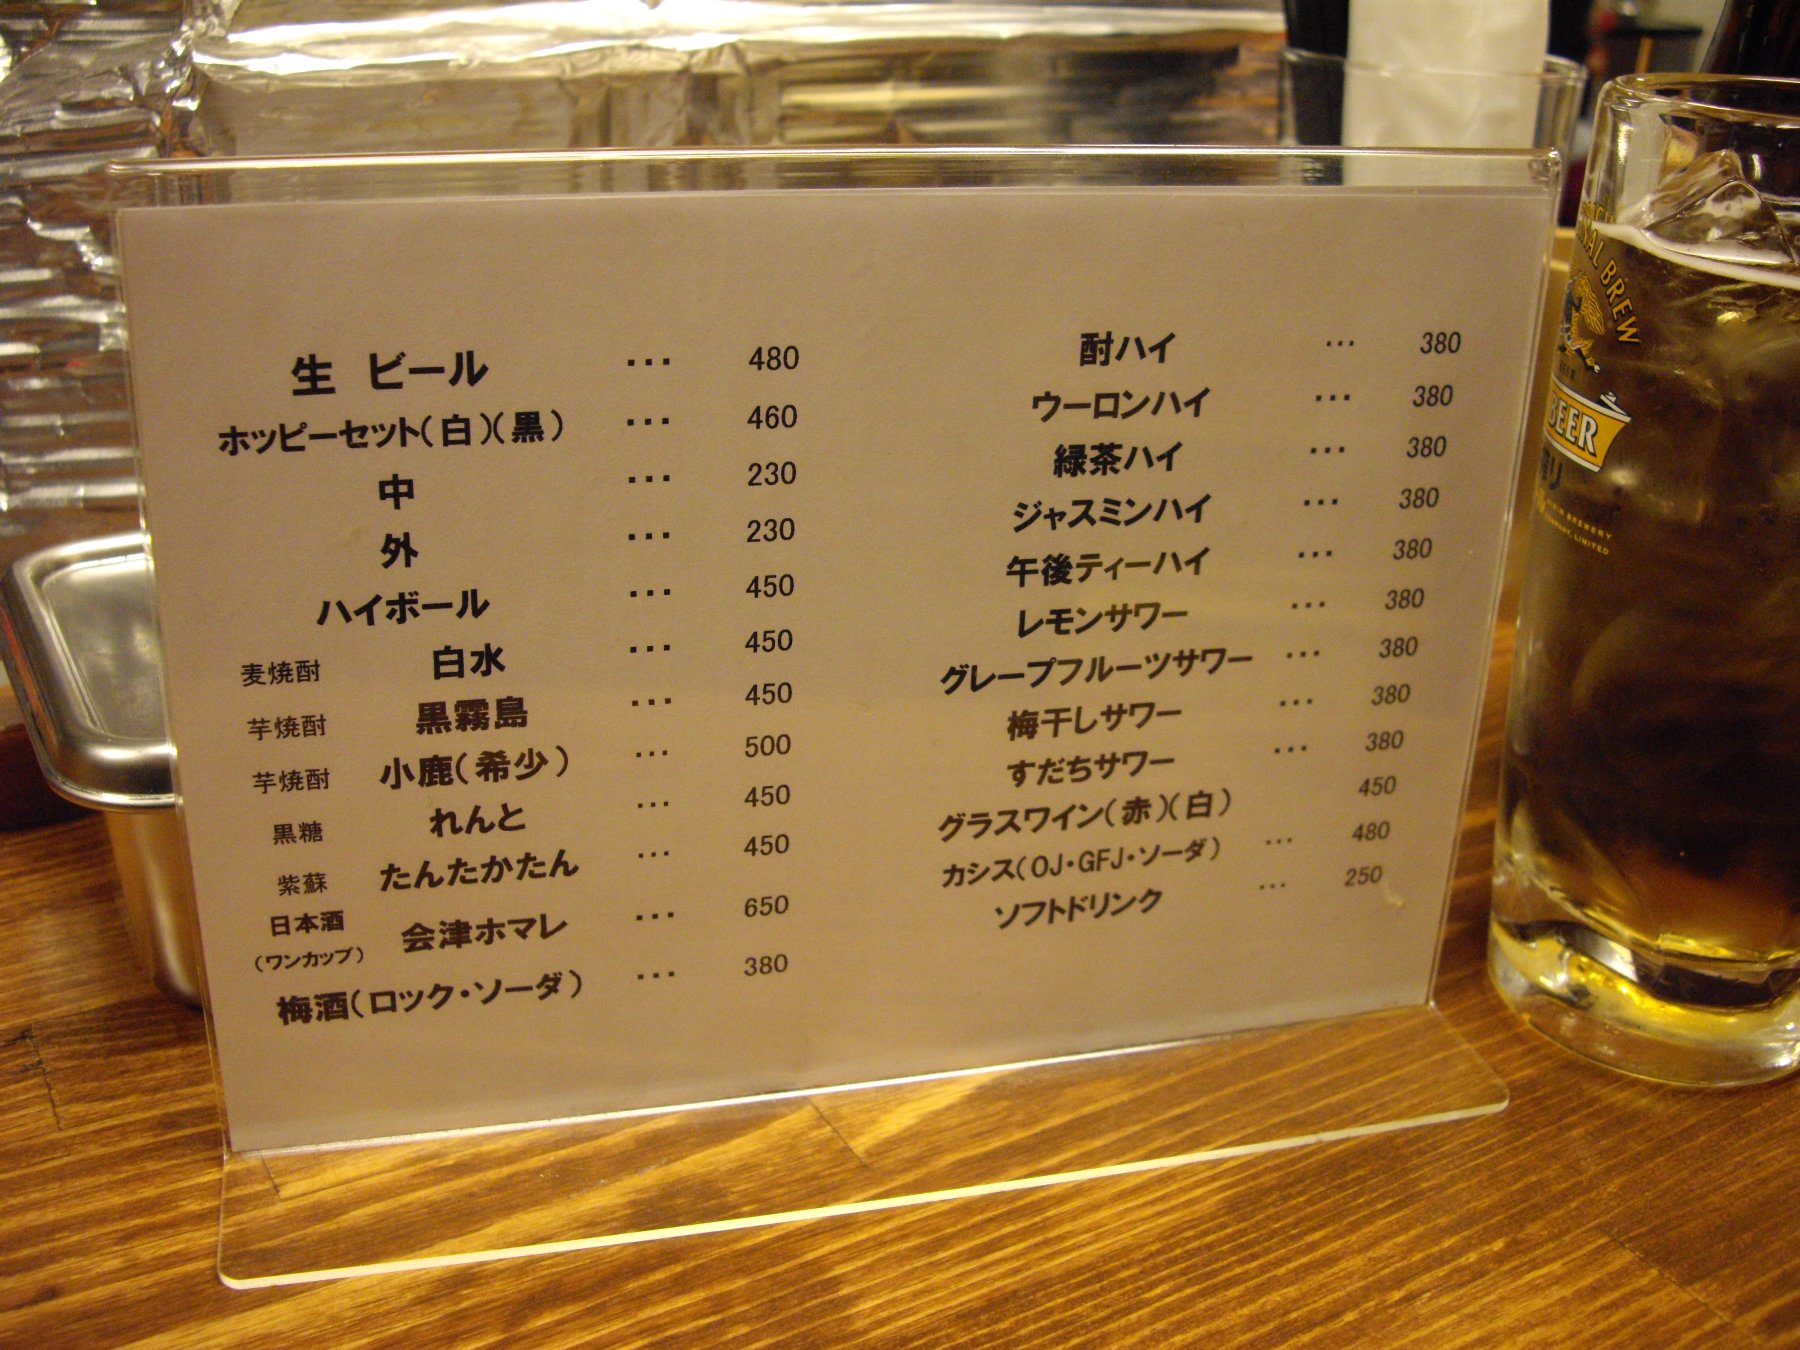 生 ビール ・・・ 480
ホッピーセット(白)(黒) ・・・ 460
中 ・・・ 230
外 ・・・ 230
ハイボール ・・・ 450
麦焼酎 白水 ・・・ 450
芋焼酎 黒霧島 ・・・ 450
芋焼酎 小鹿(希少) ・・・ 500
黒糖 れんと ・・・ 450
紫蘇 たんたかたん ・・・ 450
日本酒 会津ホマレ ・・・ 650
(ワンカップ)
梅酒(ロック・ソーダ) ・・・ 380
酎ハイ ・・・ 380
ウーロンハイ ・・・ 380
緑茶ハイ ・・・ 380
ジャスミンハイ ・・・ 380
午後ティーハイ ・・・ 380
レモンサワー ・・・ 380
グレープフルーツサワー ・・・ 380
梅干しサワー ・・・ 380
すだちサワー ・・・ 380
グラスワイン(赤)(白) 450
カシス(OJ・GFJ・ソーダ) ・・・ 480
ソフトドリンク ・・・ 250
BREW
BEER
BREWERY
COMPANY, LIMITED